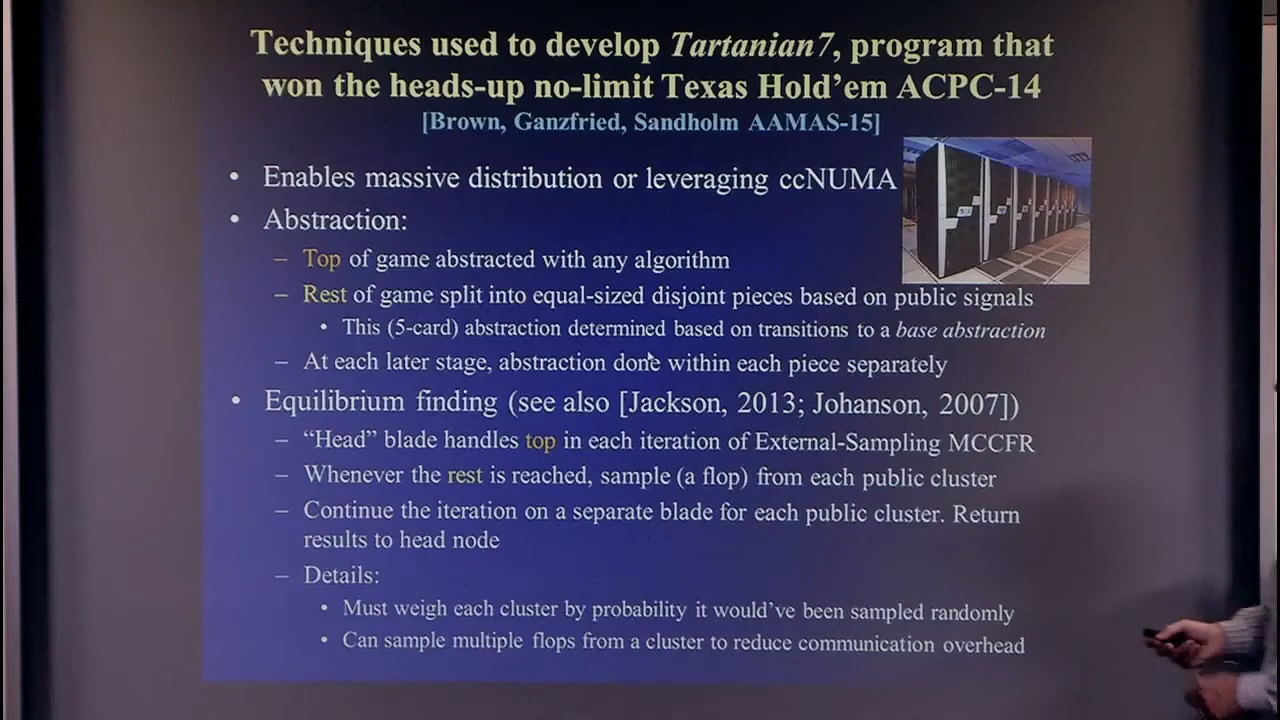 Techniques used to develop Tartanian7, program that
won the heads-up no-limit Texas Hold’em ACPC-14
[Brown, Ganzfried, Sandholm AAMAS-15]
• Enables massive distribution or leveraging ccNUMA
• Abstraction:
– Top of game abstracted with any algorithm
– Rest of game split into equal-sized disjoint pieces based on public signals
• This (5-card) abstraction determined based on transitions to a base abstraction
– At each later stage, abstraction done within each piece separately
• Equilibrium finding (see also [Jackson, 2013; Johanson, 2007])
– “Head” blade handles top in each iteration of External-Sampling MCCFR
– Whenever the rest is reached, sample (a flop) from each public cluster
– Continue the iteration on a separate blade for each public cluster. Return
results to head node
– Details:
• Must weigh each cluster by probability it would’ve been sampled randomly
• Can sample multiple flops from a cluster to reduce communication overhead